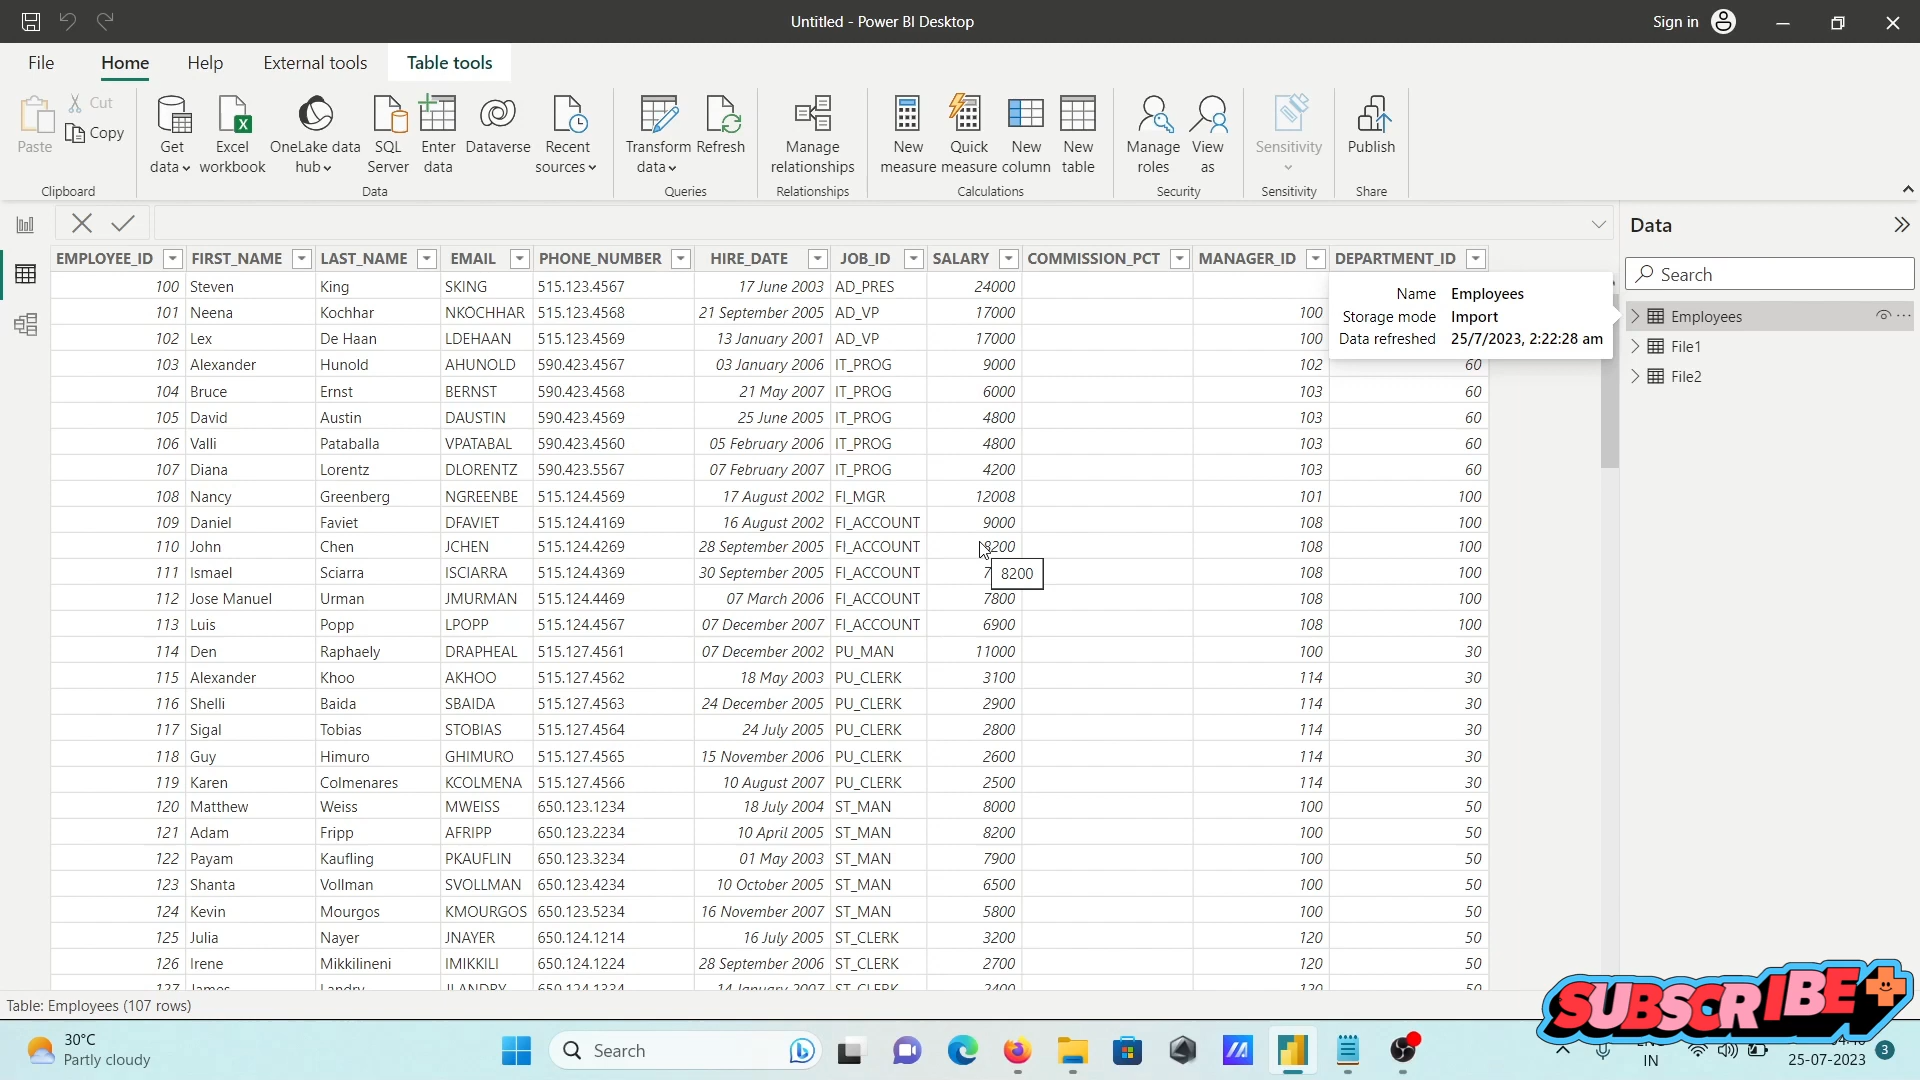 Untitled - Power BI Desktop
Sign in
File Home Help External tools Table tools
Paste
Cut
Copy
Clipboard
Get data
Excel workbook
OneLake data hub
SQL Server
Enter data
Dataverse
Recent sources
Data
Transform data
Refresh
Queries
Manage relationships
Relationships
New measure
Quick measure
New column
New table
Calculations
Manage roles
View as
Security
Sensitivity
Sensitivity
Publish
Share
EMPLOYEE_ID FIRST_NAME LAST_NAME EMAIL PHONE_NUMBER HIRE_DATE JOB_ID SALARY COMMISSION_PCT MANAGER_ID DEPARTMENT_ID
100 Steven King SKING 515.123.4567 17 June 2003 AD_PRES 24000
101 Neena Kochhar NKOCHHAR 515.123.4568 21 September 2005 AD_VP 17000 100
102 Lex De Haan LDEHAAN 515.123.4569 13 January 2001 AD_VP 17000 100
103 Alexander Hunold AHUNOLD 590.423.4567 03 January 2006 IT_PROG 9000 102 60
104 Bruce Ernst BERNST 590.423.4568 21 May 2007 IT_PROG 6000 103 60
105 David Austin DAUSTIN 590.423.4569 25 June 2005 IT_PROG 4800 103 60
106 Valli Pataballa VPATABAL 590.423.4560 05 February 2006 IT_PROG 4800 103 60
107 Diana Lorentz DLORENTZ 590.423.5567 07 February 2007 IT_PROG 4200 103 60
108 Nancy Greenberg NGREENBE 515.124.4569 17 August 2002 FI_MGR 12008 101 100
109 Daniel Faviet DFAVIET 515.124.4169 16 August 2002 FI_ACCOUNT 9000 108 100
110 John Chen JCHEN 515.124.4269 28 September 2005 FI_ACCOUNT 8200 108 100
111 Ismael Sciarra ISCIARRA 515.124.4369 30 September 2005 FI_ACCOUNT 7 108 100
8200
112 Jose Manuel Urman JMURMAN 515.124.4469 07 March 2006 FI_ACCOUNT 7800 108 100
113 Luis Popp LPOPP 515.124.4567 07 December 2007 FI_ACCOUNT 6900 108 100
114 Den Raphaely DRAPHEAL 515.127.4561 07 December 2002 PU_MAN 11000 100 30
115 Alexander Khoo AKHOO 515.127.4562 18 May 2003 PU_CLERK 3100 114 30
116 Shelli Baida SBAIDA 515.127.4563 24 December 2005 PU_CLERK 2900 114 30
117 Sigal Tobias STOBIAS 515.127.4564 24 July 2005 PU_CLERK 2800 114 30
118 Guy Himuro GHIMURO 515.127.4565 15 November 2006 PU_CLERK 2600 114 30
119 Karen Colmenares KCOLMENA 515.127.4566 10 August 2007 PU_CLERK 2500 114 30
120 Matthew Weiss MWEISS 650.123.1234 18 July 2004 ST_MAN 8000 100 50
121 Adam Fripp AFRIPP 650.123.2234 10 April 2005 ST_MAN 8200 100 50
122 Payam Kaufling PKAUFLIN 650.123.3234 01 May 2003 ST_MAN 7900 100 50
123 Shanta Vollman SVOLLMAN 650.123.4234 10 October 2005 ST_MAN 6500 100 50
124 Kevin Mourgos KMOURGOS 650.123.5234 16 November 2007 ST_MAN 5800 100 50
125 Julia Nayer JNAYER 650.124.1214 16 July 2005 ST_CLERK 3200 120 50
126 Irene Mikkilineni IMIKKILI 650.124.1224 28 September 2006 ST_CLERK 2700 120 50
127 James Landry JLANDRY 650.124.1334 14 January 2007 ST_CLERK 2400 120 50
Name Employees
Storage mode Import
Data refreshed 25/7/2023, 2:22:28 am
Data
Search
Employees
File1
File2
Table: Employees (107 rows)
SUBSCRIBE
30°C
Partly cloudy
Search
IN
25-07-2023
3